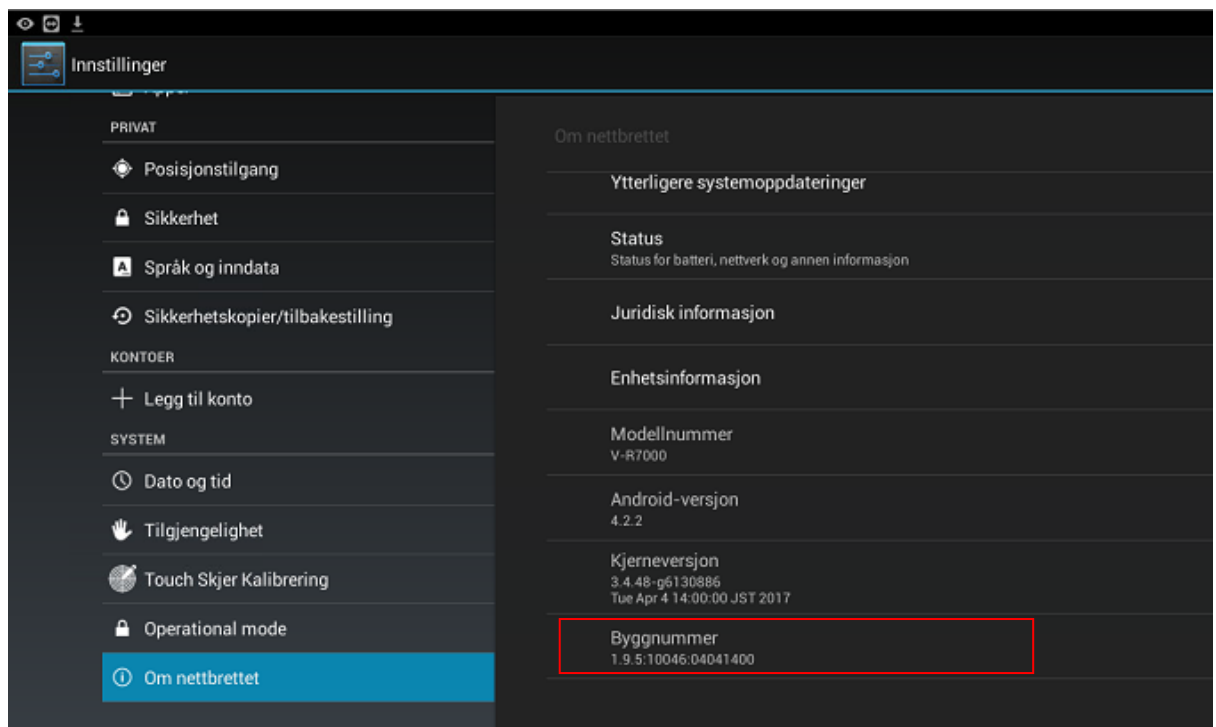 Innstillinger
PRIVAT
Posisjonstilgang
Sikkerhet
Språk og inndata
Sikkerhetskopier/tilbakestilling
KONTOER
Legg til konto
SYSTEM
Dato og tid
Tilgjengelighet
Touch Skjer Kalibrering
Operational mode
Om nettbrettet
Om nettbrettet
Ytterligere systemoppdateringer
Status
Status for batteri, nettverk og annen informasjon
Juridisk informasjon
Enhetsinformasjon
Modellnummer
V-R7000
Android-versjon
4.2.2
Kjerneversjon
3.4.48-g6130886
Tue Apr 4 14:00:00 JST 2017
Byggnummer
1.9.5:10046:04041400